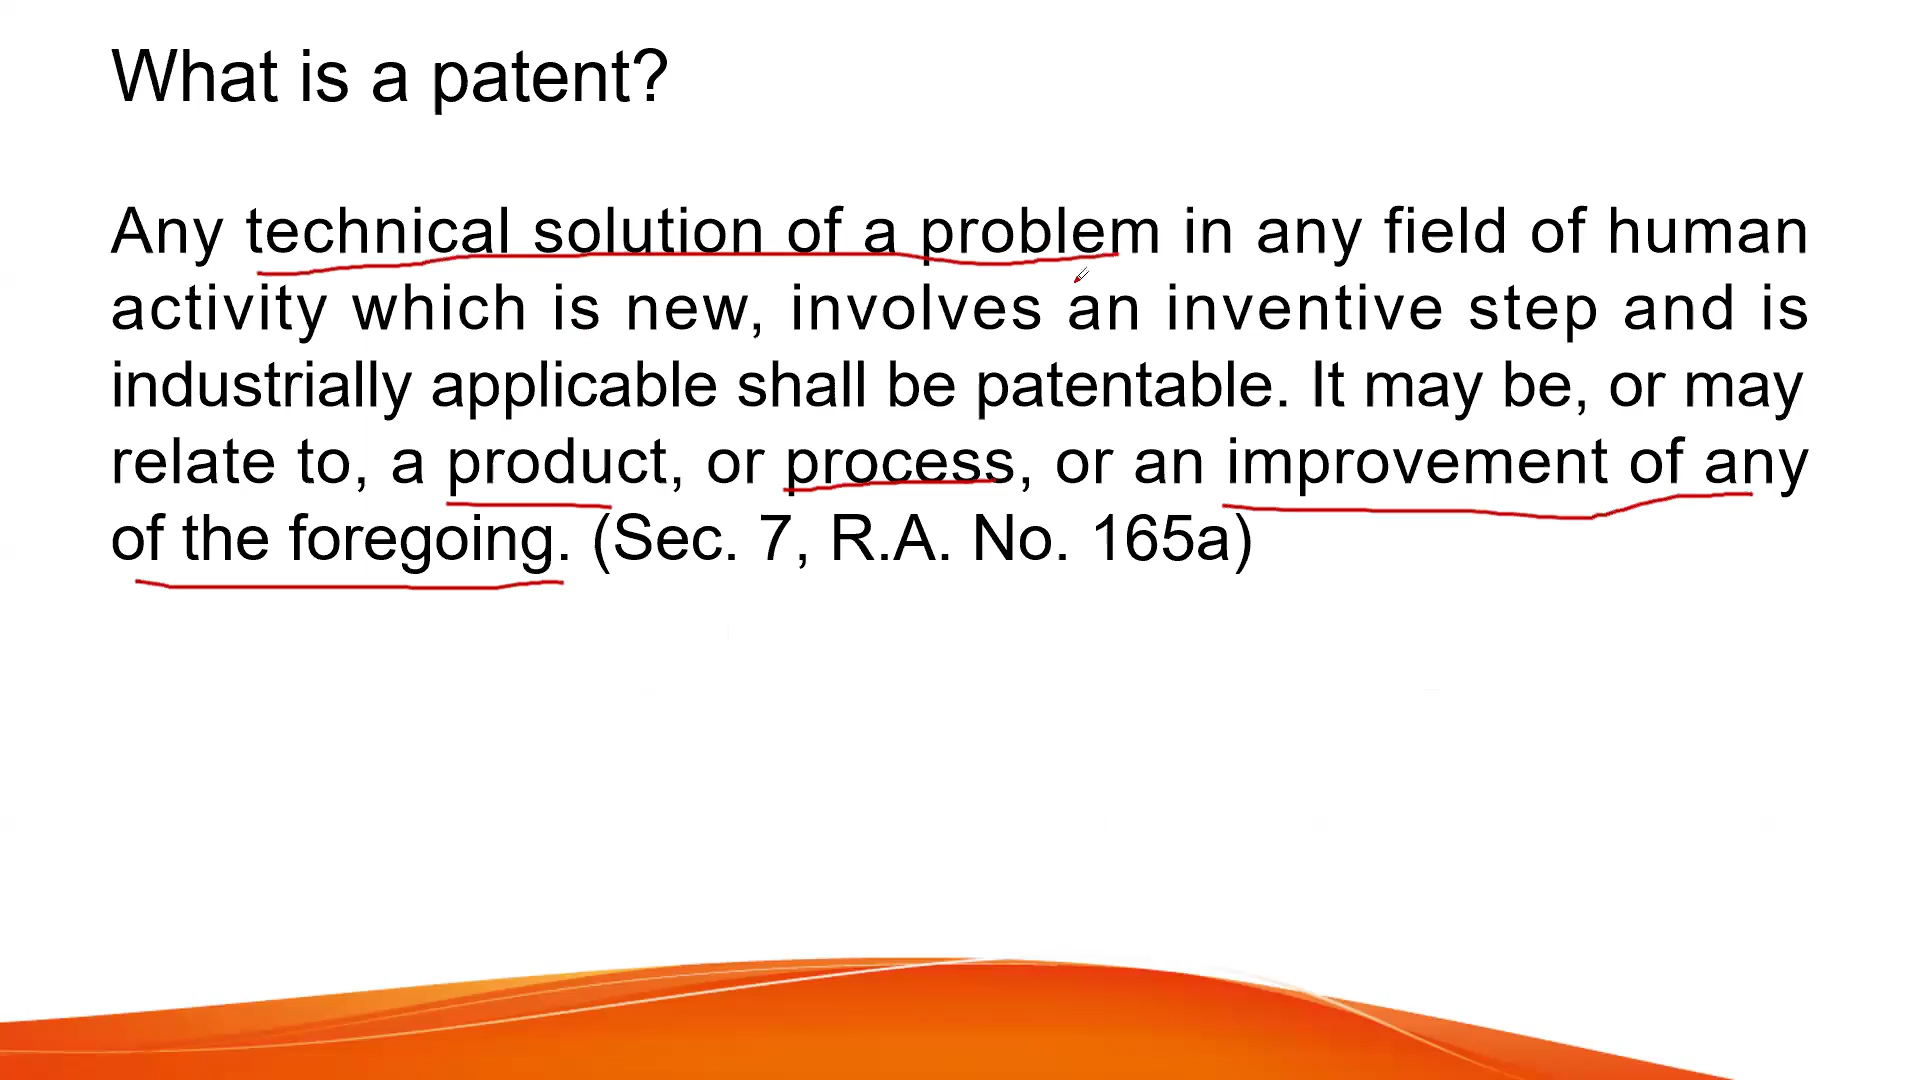 What is a patent?
Any technical solution of a problem in any field of human
activity which is new, involves an inventive step and is
industrially applicable shall be patentable. It may be, or may
relate to, a product, or process, or an improvement of any
of the foregoing. (Sec. 7, R.A. No. 165a)